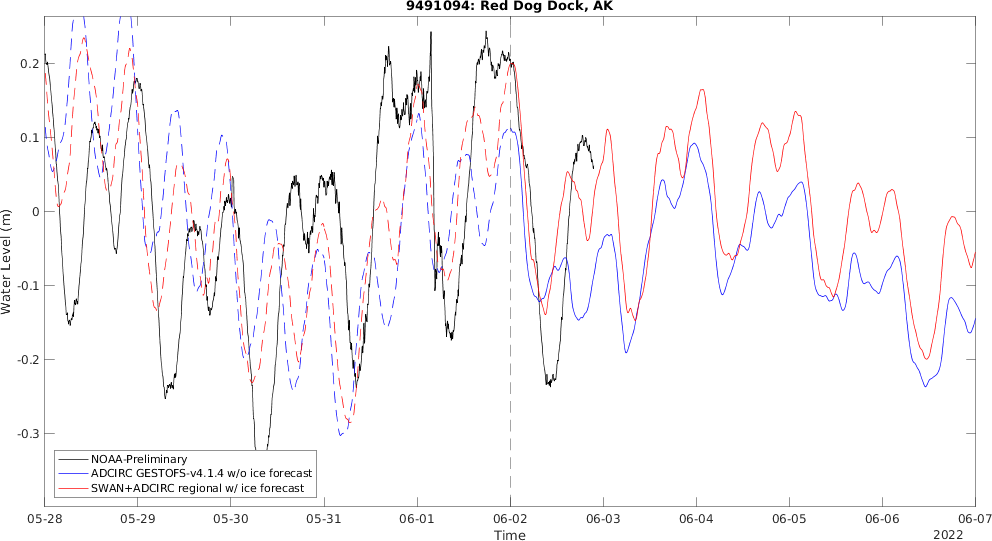 9491094: Red Dog Dock, AK
Water Level (m)
0.2
0.1
0
-0.1
-0.2
-0.3
NOAA-Preliminary
ADCIRC GESTOFS-v4.1.4 w/o ice forecast
SWAN+ADCIRC regional w/ ice forecast
05-28 05-29 05-30 05-31 06-01 06-02 06-03 06-04 06-05 06-06 06-07
Time
2022